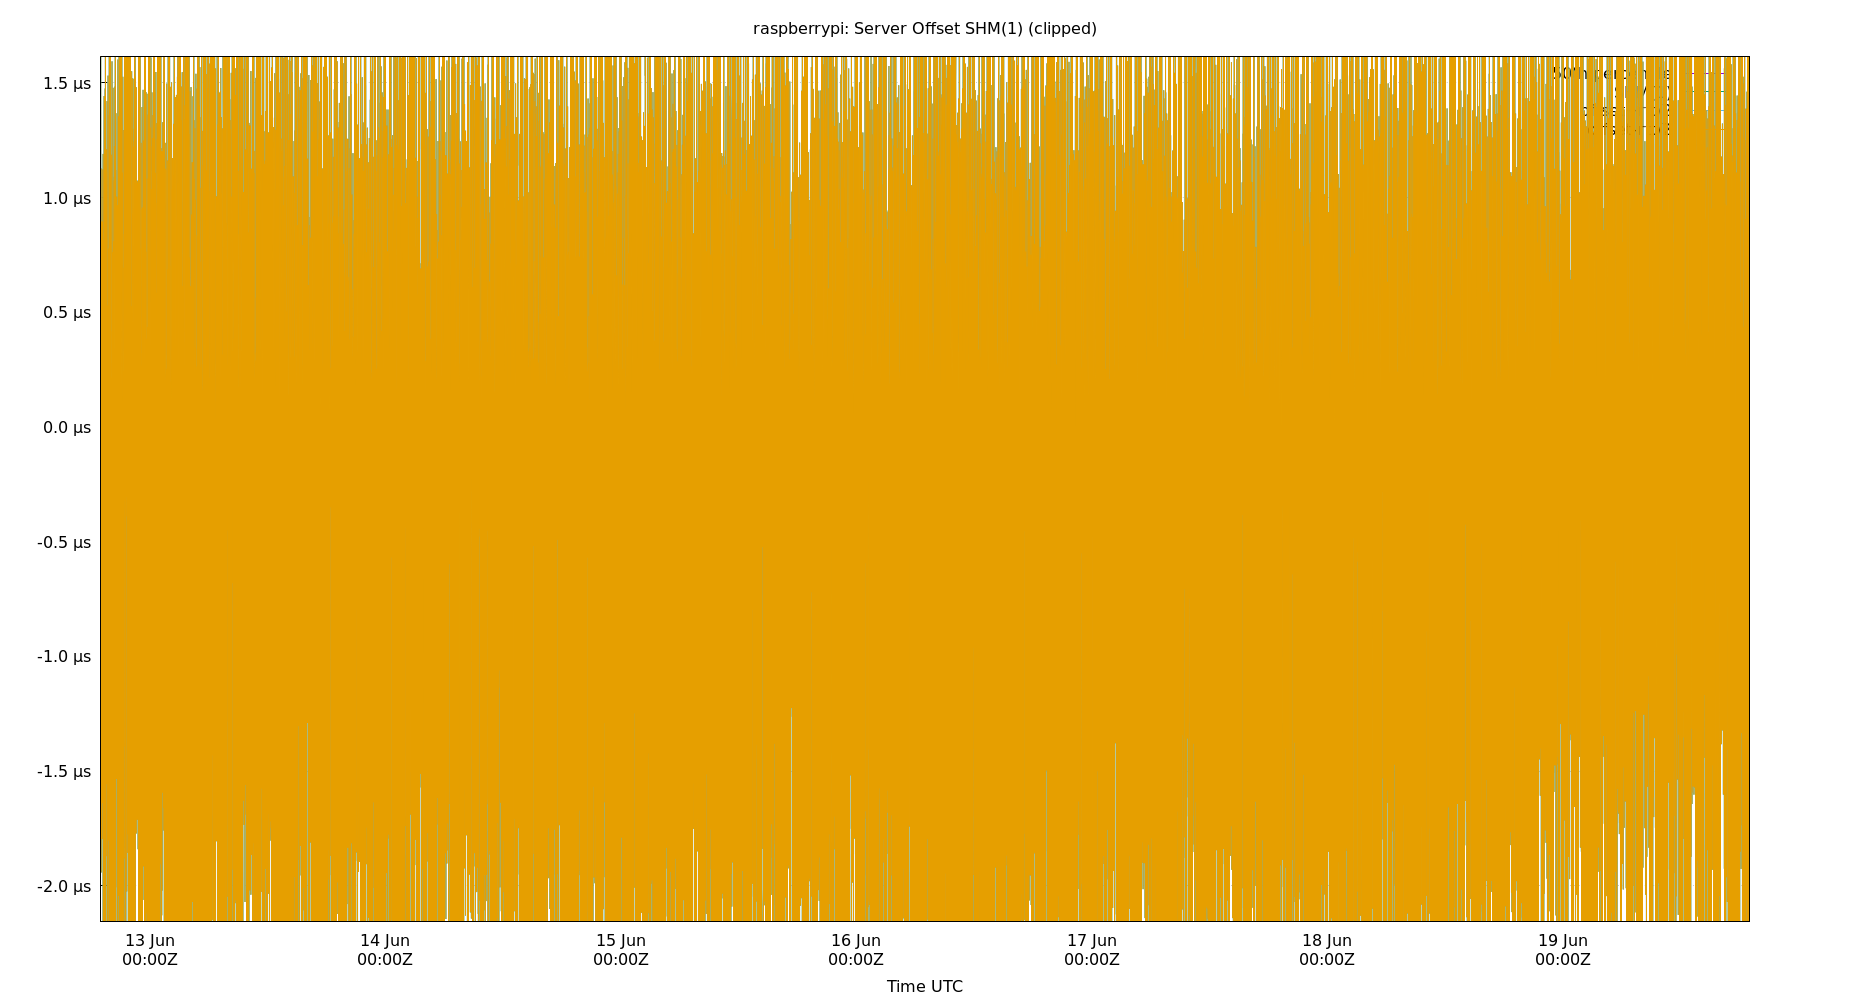 raspberrypi: Server Offset SHM(1) (clipped)
1.5 μs
1.0 μs
0.5 μs
0.0 μs
-0.5 μs
-1.0 μs
-1.5 μs
-2.0 μs
13 Jun 14 Jun 15 Jun 16 Jun 17 Jun 18 Jun 19 Jun
00:00Z 00:00Z 00:00Z 00:00Z 00:00Z 00:00Z 00:00Z
Time UTC